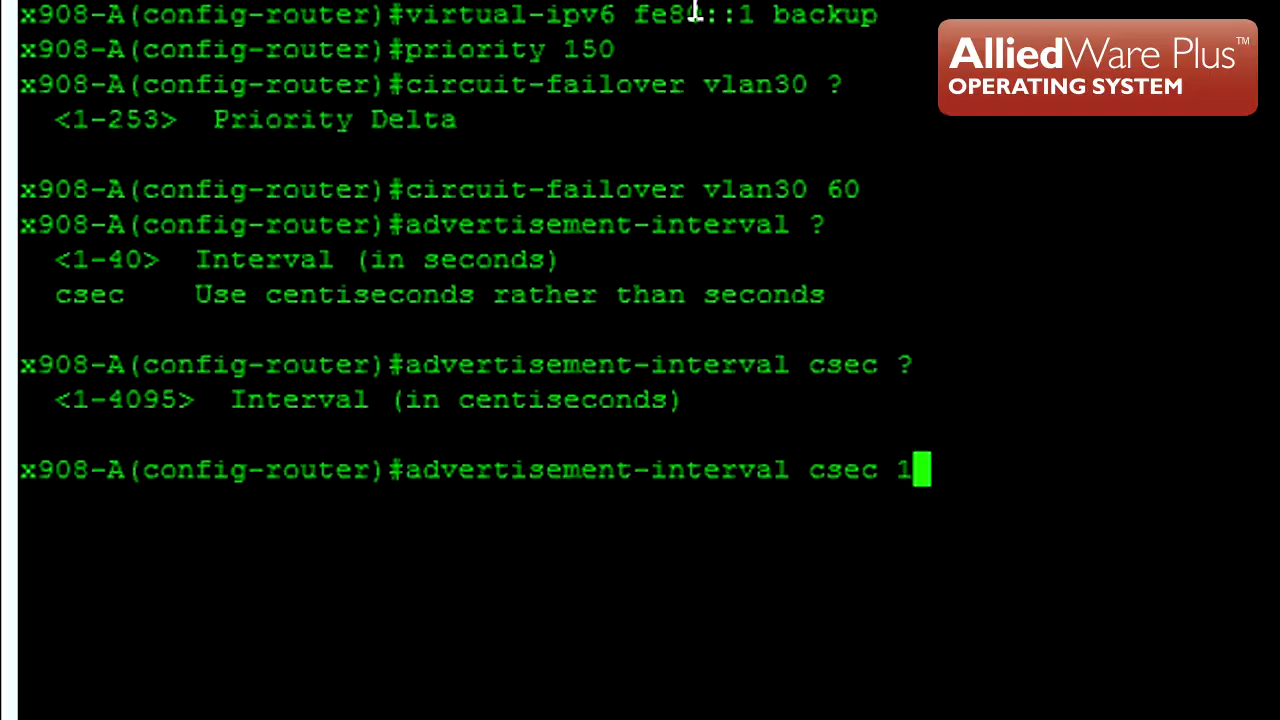 x908-A(config-router)#virtual-ipv6 fe80::1 backup
x908-A(config-router)#priority 150
x908-A(config-router)#circuit-failover vlan30 ?
<1-253> Priority Delta
x908-A(config-router)#circuit-failover vlan30 60
x908-A(config-router)#advertisement-interval ?
<1-40> Interval (in seconds)
csec Use centiseconds rather than seconds
x908-A(config-router)#advertisement-interval csec ?
<1-4095> Interval (in centiseconds)
x908-A(config-router)#advertisement-interval csec 1
AlliedWare Plus™
OPERATING SYSTEM